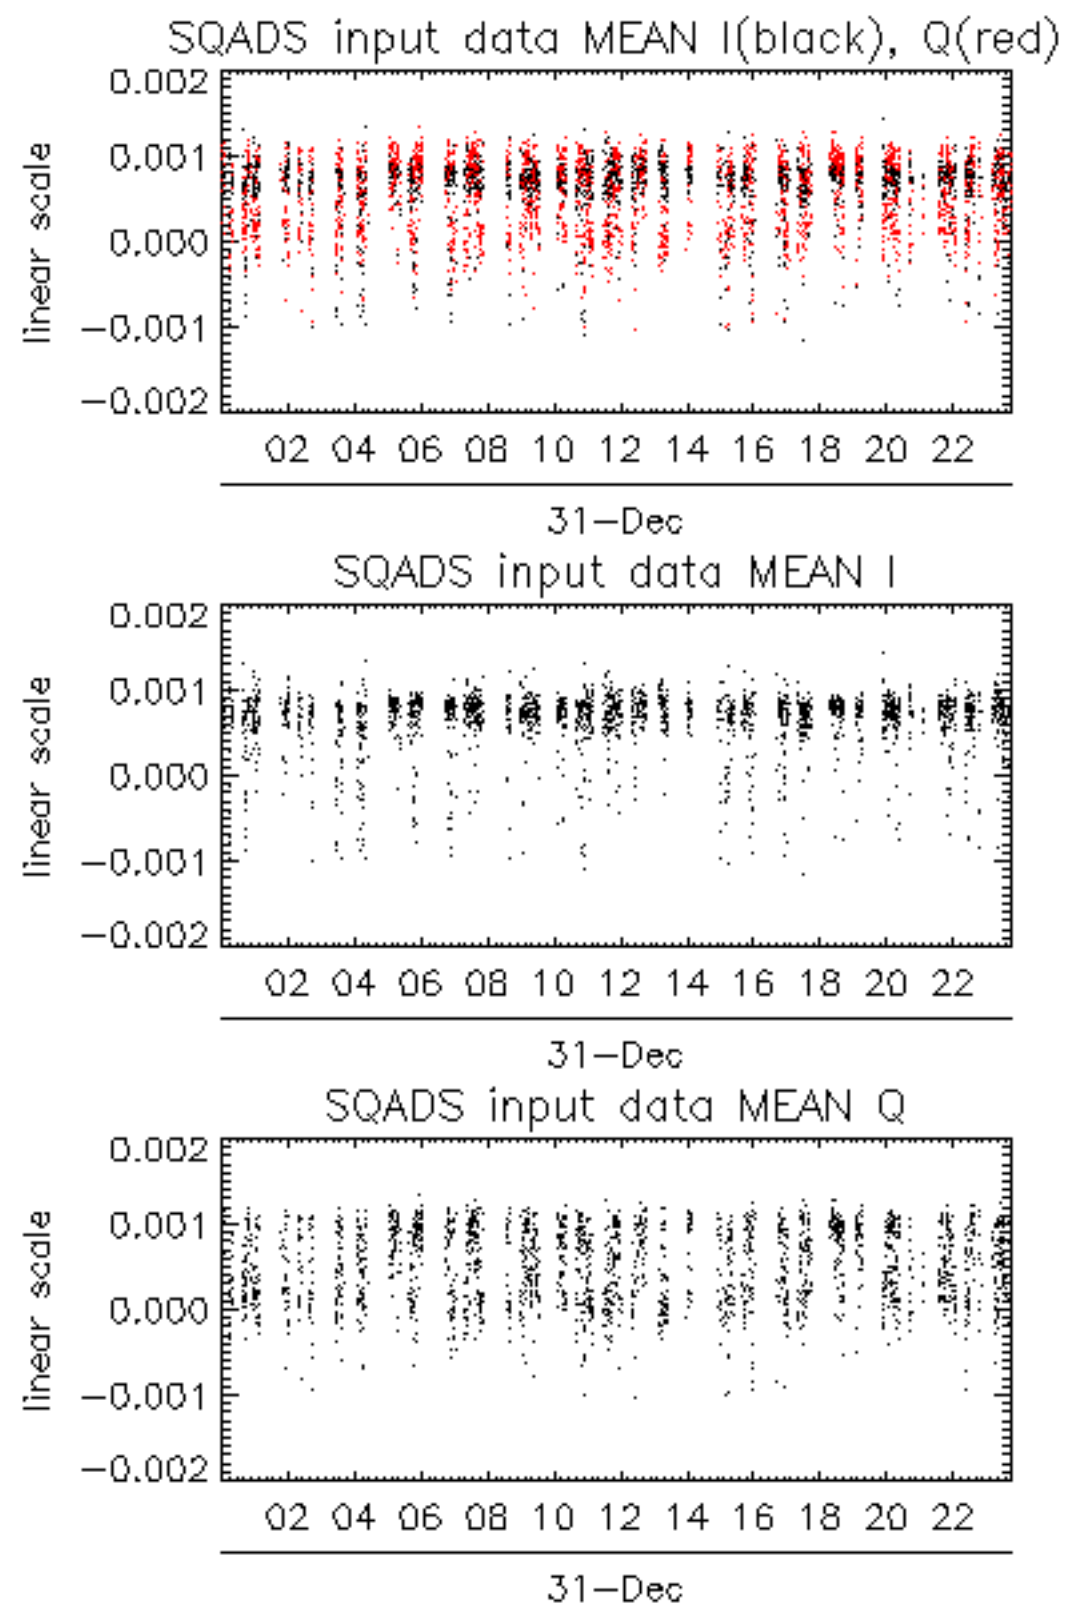 SQADS input data MEAN I(black), Q(red)
0.002
0.001
0.000
−0.001
−0.002
linear scale
02 04 06 08 10 12 14 16 18 20 22
31−Dec
SQADS input data MEAN I
0.002
0.001
0.000
−0.001
−0.002
linear scale
02 04 06 08 10 12 14 16 18 20 22
31−Dec
SQADS input data MEAN Q
0.002
0.001
0.000
−0.001
−0.002
linear scale
02 04 06 08 10 12 14 16 18 20 22
31−Dec